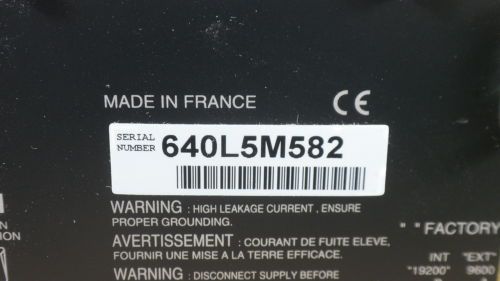 MADE IN FRANCE CE
SERIAL
NUMBER 640L5M582
WARNING : HIGH LEAKAGE CURRENT , ENSURE
PROPER GROUNDING.
" " FACTORY
AVERTISSEMENT : COURANT DE FUITE ELEVE,
FOURNIR UNE MISE A LA TERRE EFFICACE.
INT "EXT"
WARNING : DISCONNECT SUPPLY BEFORE
"19200" 9600